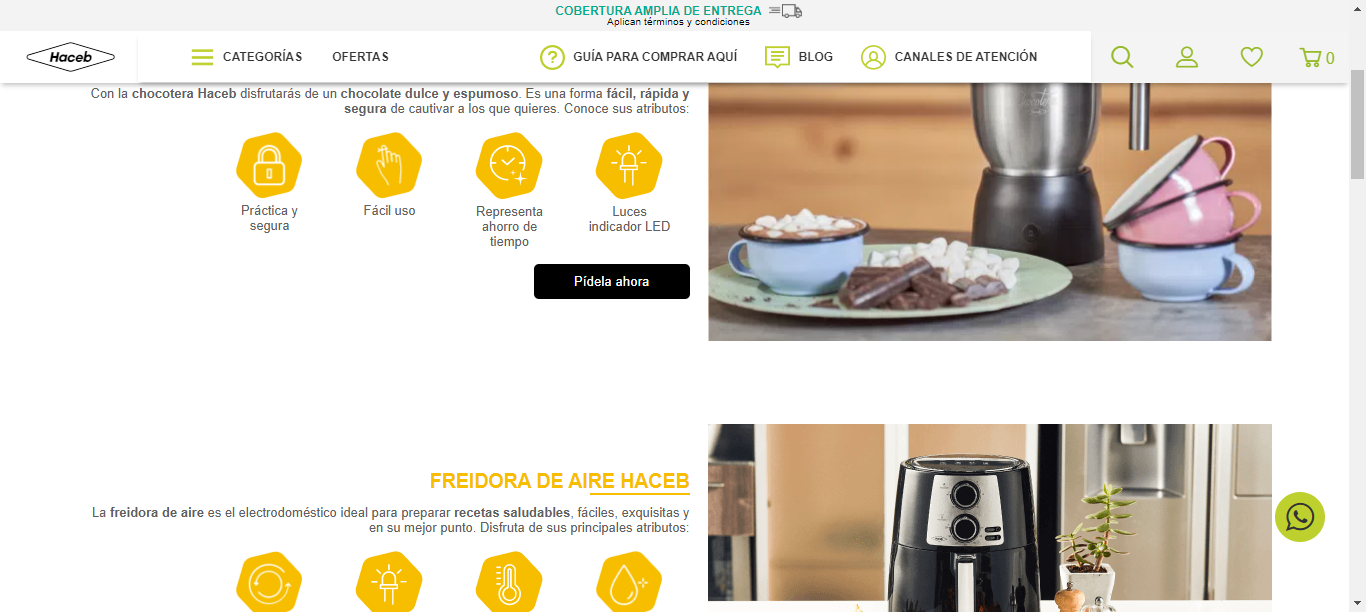 COBERTURA AMPLIA DE ENTREGA
Aplican términos y condiciones
Haceb
CATEGORÍAS
OFERTAS
GUÍA PARA COMPRAR AQUÍ
BLOG
CANALES DE ATENCIÓN
0
Con la chocotera Haceb disfrutarás de un chocolate dulce y espumoso. Es una forma fácil, rápida y
segura de cautivar a los que quieres. Conoce sus atributos:
Práctica y
segura
Fácil uso
Representa
ahorro de
tiempo
Luces
indicador LED
Pídela ahora
FREIDORA DE AIRE HACEB
La freidora de aire es el electrodoméstico ideal para preparar recetas saludables, fáciles, exquisitas y
en su mejor punto. Disfruta de sus principales atributos: